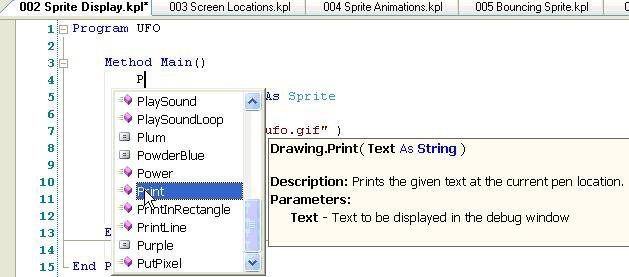 002 Sprite Display.kpl* 003 Screen Locations.kpl 004 Sprite Animations.kpl 005 Bouncing Sprite.kpl
1 Program UFO
2
3 Method Main()
4 P
5 As Sprite
6
7 ufo.gif" )
8
9
10
11
12
13 E
14
15 End P
PlaySound
PlaySoundLoop
Plum
PowderBlue
Power
Print
PrintInRectangle
PrintLine
Purple
PutPixel
Drawing.Print( Text As String )
Description: Prints the given text at the current pen location.
Parameters:
Text - Text to be displayed in the debug window